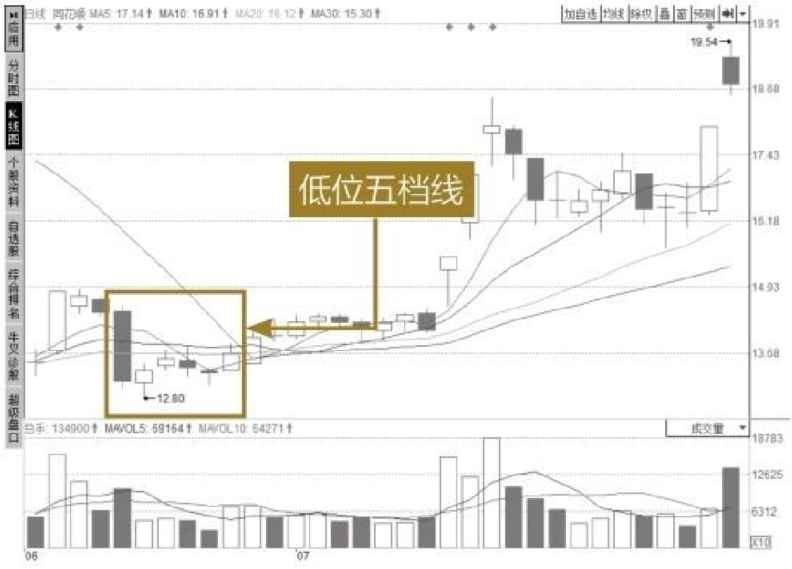 日线 同花顺 MA5: 17.14↑ MA10: 16.91↑ MA20: 16.12↑ MA30: 15.30↑
加自选 均线 除权 叠 窗 预测
应用
分时图
K线图
个股资料
自选股
综合排名
牛叉诊股
超级盘口
19.91
19.54
18.68
17.43
16.18
14.93
13.68
低位五档线
12.80
总手: 134900↑ MAVOL5: 69164↑ MAVOL10: 64271↑
成交量
18783
12625
6312
X10
06
07